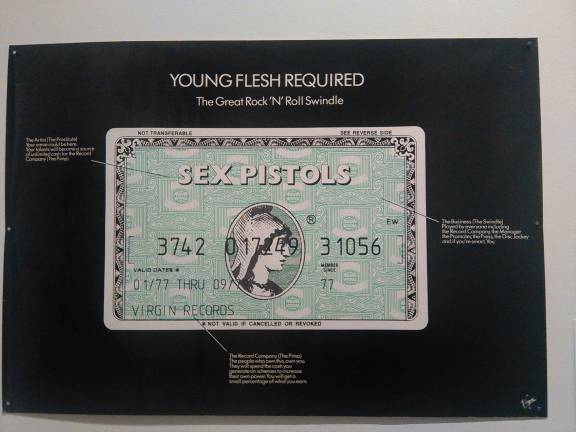 YOUNG FLESH REQUIRED
The Great Rock 'N' Roll Swindle
NOT TRANSFERABLE
SEE REVERSE SIDE
The Artist (The Prostitute)
Your name could be here.
Your talents will become a source
of unlimited cash for the Record
Company (The Pimp)
SEX PISTOLS
®
EW
The Business (The Swindle)
Played by everyone including
the Record Company, the Manager
the Promoter, the Press, the Disc Jockey
and if you're smart, You.
3742 017249 31056
VALID DATES
MEMBER
SINCE
01/77 THRU 09/
77
VIRGIN RECORDS
NOT VALID IF CANCELLED OR REVOKED
The Record Company (The Pimp)
The people who own this, own you.
They will spend the cash you
generate on schemes to increase
their own power. You will get a
small percentage of what you earn.
Virgin